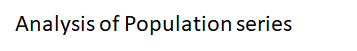 Analysis of Population series